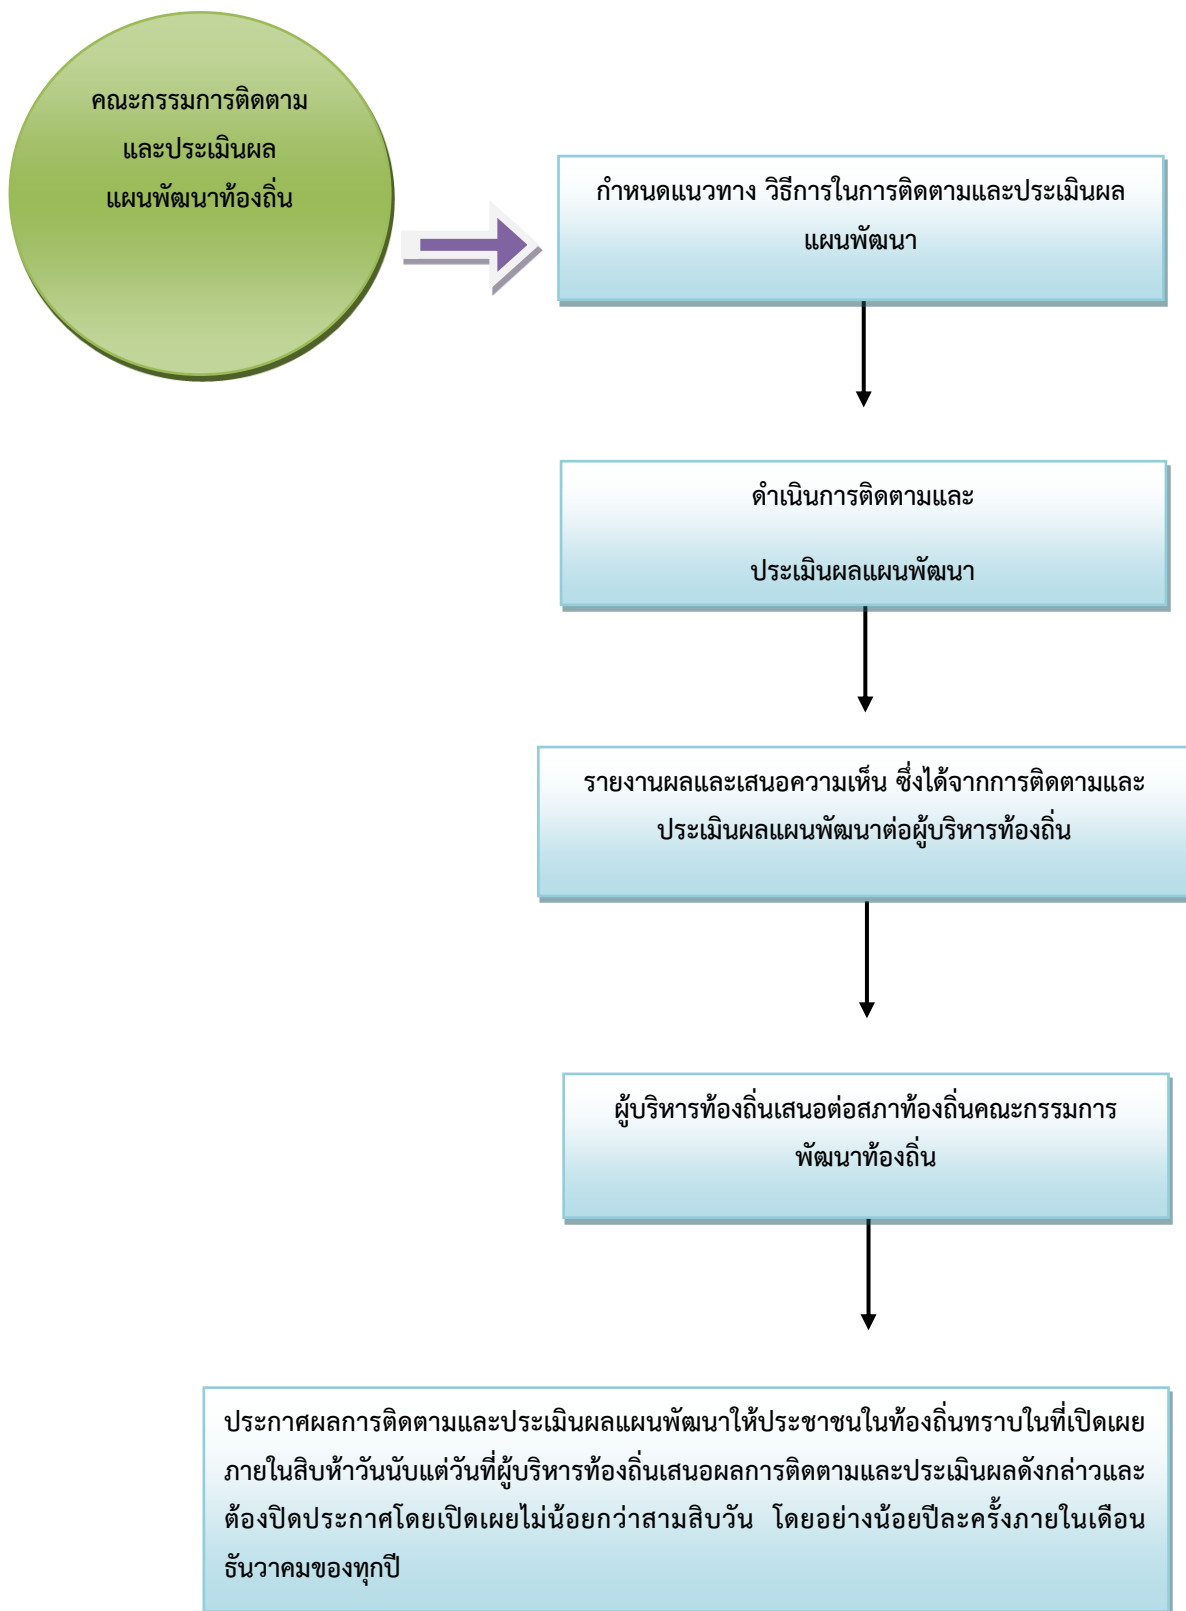 คณะกรรมการติดตาม
และประเมินผล
แผนพัฒนาท้องถิ่น
กำหนดแนวทาง วิธีการในการติดตามและประเมินผล
แผนพัฒนา
ดำเนินการติดตามและ
ประเมินผลแผนพัฒนา
รายงานผลและเสนอความเห็น ซึ่งได้จากการติดตามและ
ประเมินผลแผนพัฒนาต่อผู้บริหารท้องถิ่น
ผู้บริหารท้องถิ่นเสนอต่อสภาท้องถิ่นคณะกรรมการ
พัฒนาท้องถิ่น
ประกาศผลการติดตามและประเมินผลแผนพัฒนาให้ประชาชนในท้องถิ่นทราบในที่เปิดเผย
ภายในสิบห้าวันนับแต่วันที่ผู้บริหารท้องถิ่นเสนอผลการติดตามและประเมินผลดังกล่าวและ
ต้องปิดประกาศโดยเปิดเผยไม่น้อยกว่าสามสิบวัน โดยอย่างน้อยปีละครั้งภายในเดือน
ธันวาคมของทุกปี